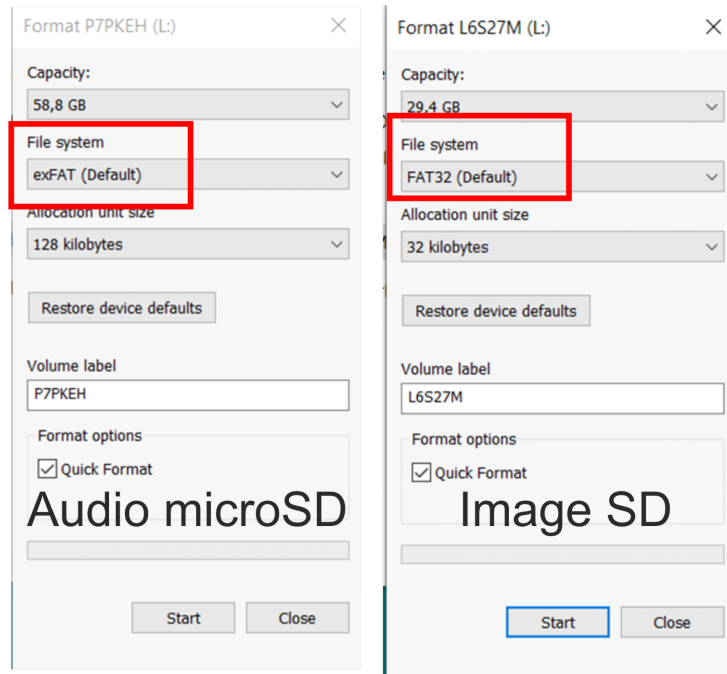 Format P7PKEH (L:)
Capacity:
58,8 GB
File system
exFAT (Default)
Allocation unit size
128 kilobytes
Restore device defaults
Volume label
P7PKEH
Format options
Quick Format
Audio microSD
Start
Close
Format L6S27M (L:)
Capacity:
29,4 GB
File system
FAT32 (Default)
Allocation unit size
32 kilobytes
Restore device defaults
Volume label
L6S27M
Format options
Quick Format
Image SD
Start
Close